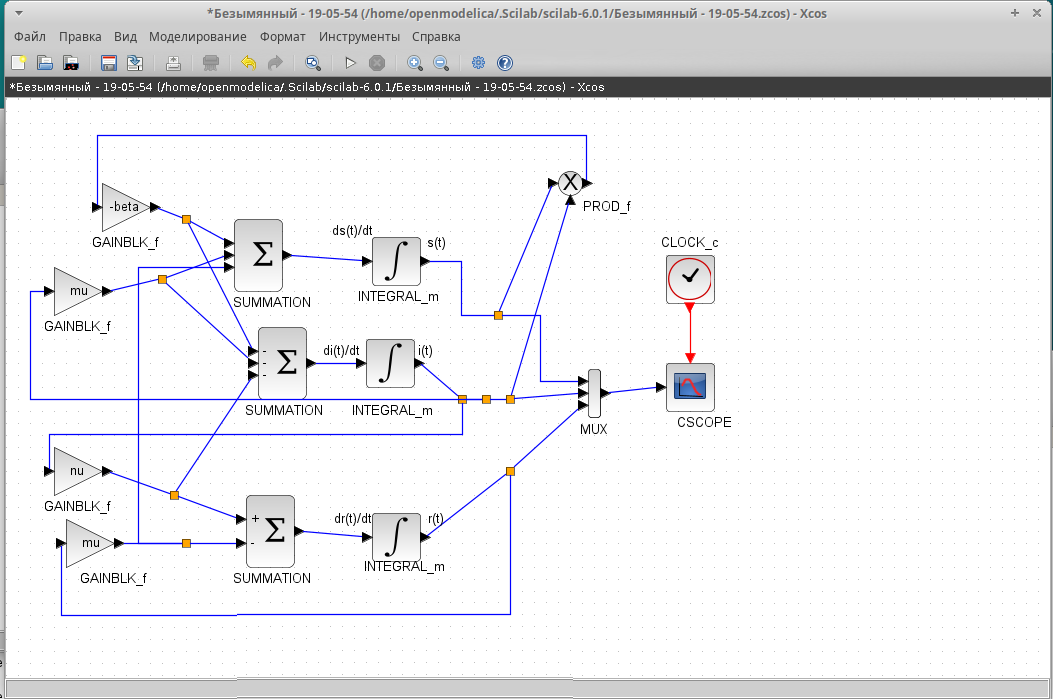 *Безымянный - 19-05-54 (/home/openmodelica/.Scilab/scilab-6.0.1/Безымянный - 19-05-54.zcos) - Xcos
Файл Правка Вид Моделирование Формат Инструменты Справка
*Безымянный - 19-05-54 (/home/openmodelica/.Scilab/scilab-6.0.1/Безымянный - 19-05-54.zcos) - Xcos
X
PROD_f
-beta
GAINBLK_f
Σ
SUMMATION
ds(t)/dt
∫
s(t)
INTEGRAL_m
CLOCK_c
mu
GAINBLK_f
-
-
-
Σ
SUMMATION
di(t)/dt
∫
i(t)
INTEGRAL_m
MUX
CSCOPE
nu
GAINBLK_f
mu
GAINBLK_f
+
-
Σ
SUMMATION
dr(t)/dt
∫
r(t)
INTEGRAL_m